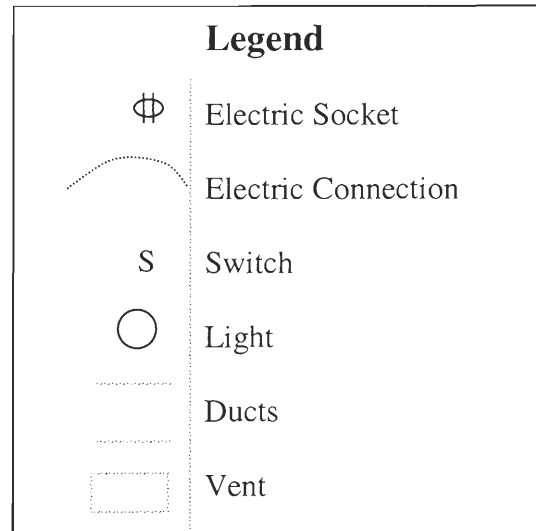 Legend
Electric Socket
Electric Connection
S Switch
Light
Ducts
Vent